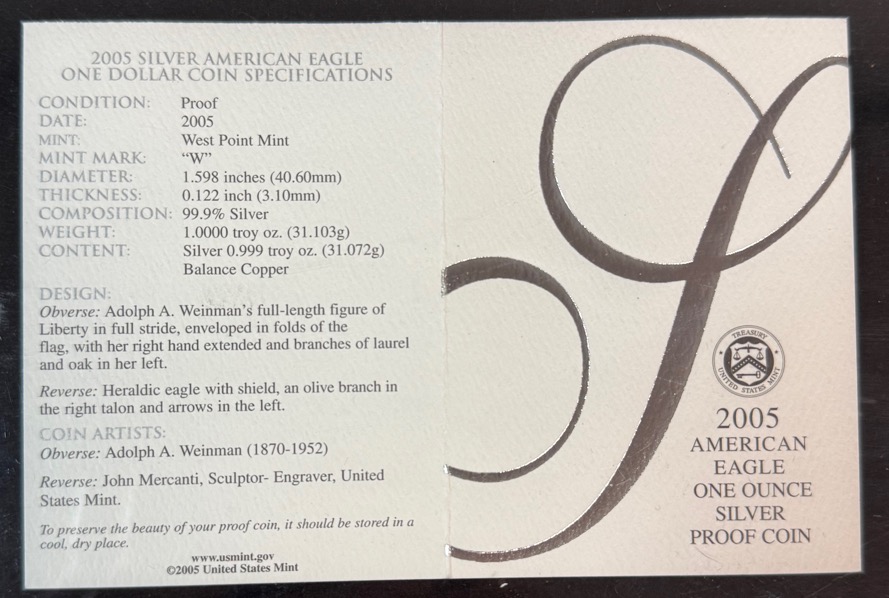 2005 SILVER AMERICAN EAGLE
ONE DOLLAR COIN SPECIFICATIONS
CONDITION: Proof
DATE: 2005
MINT: West Point Mint
MINT MARK: “W”
DIAMETER: 1.598 inches (40.60mm)
THICKNESS: 0.122 inch (3.10mm)
COMPOSITION: 99.9% Silver
WEIGHT: 1.0000 troy oz. (31.103g)
CONTENT: Silver 0.999 troy oz. (31.072g)
Balance Copper
DESIGN:
Obverse: Adolph A. Weinman’s full-length figure of
Liberty in full stride, enveloped in folds of the
flag, with her right hand extended and branches of laurel
and oak in her left.
Reverse: Heraldic eagle with shield, an olive branch in
the right talon and arrows in the left.
COIN ARTISTS:
Obverse: Adolph A. Weinman (1870-1952)
Reverse: John Mercanti, Sculptor- Engraver, United
States Mint.
To preserve the beauty of your proof coin, it should be stored in a
cool, dry place.
www.usmint.gov
©2005 United States Mint
TREASURY
UNITED STATES MINT
2005
AMERICAN
EAGLE
ONE OUNCE
SILVER
PROOF COIN